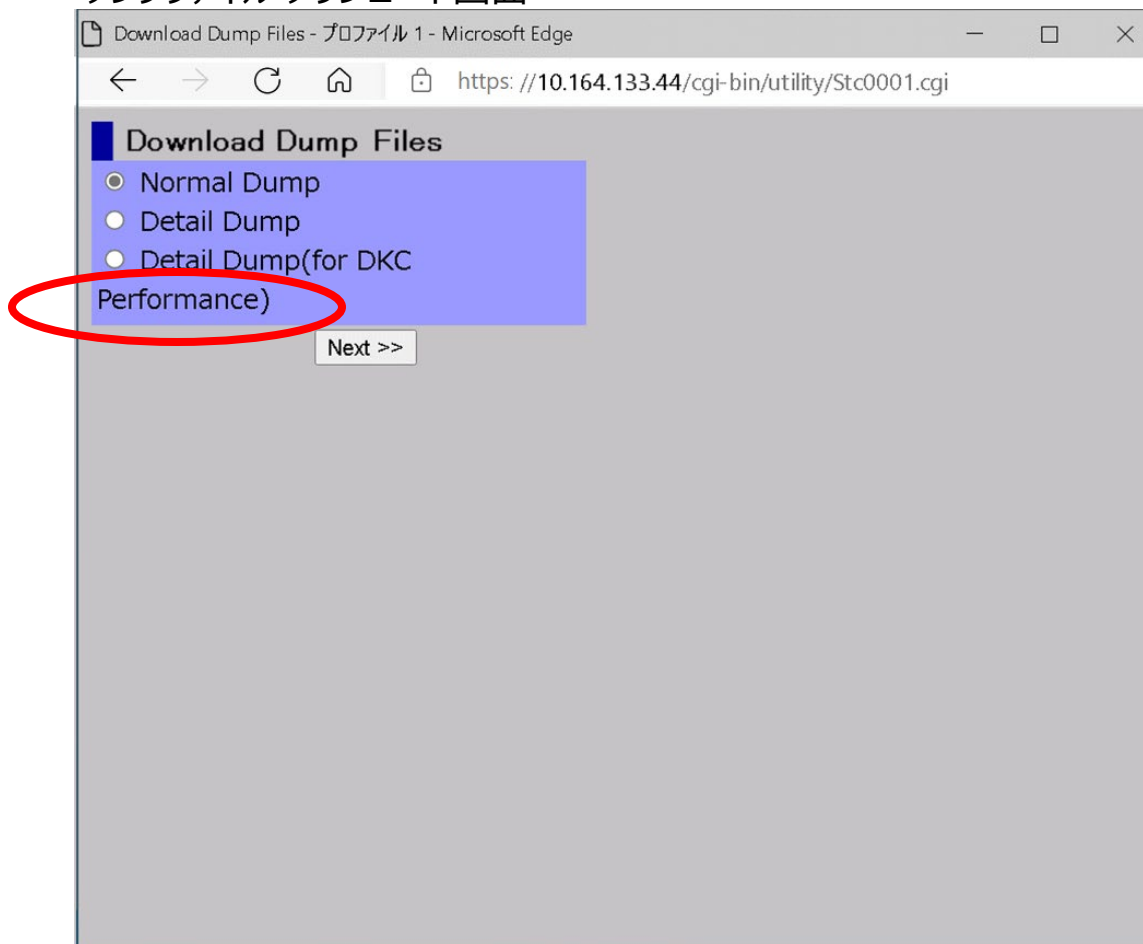 Download Dump Files - プロファイル 1 - Microsoft Edge
https://10.164.133.44/cgi-bin/utility/Stc0001.cgi
Download Dump Files
Normal Dump
Detail Dump
Detail Dump(for DKC
Performance)
Next >>